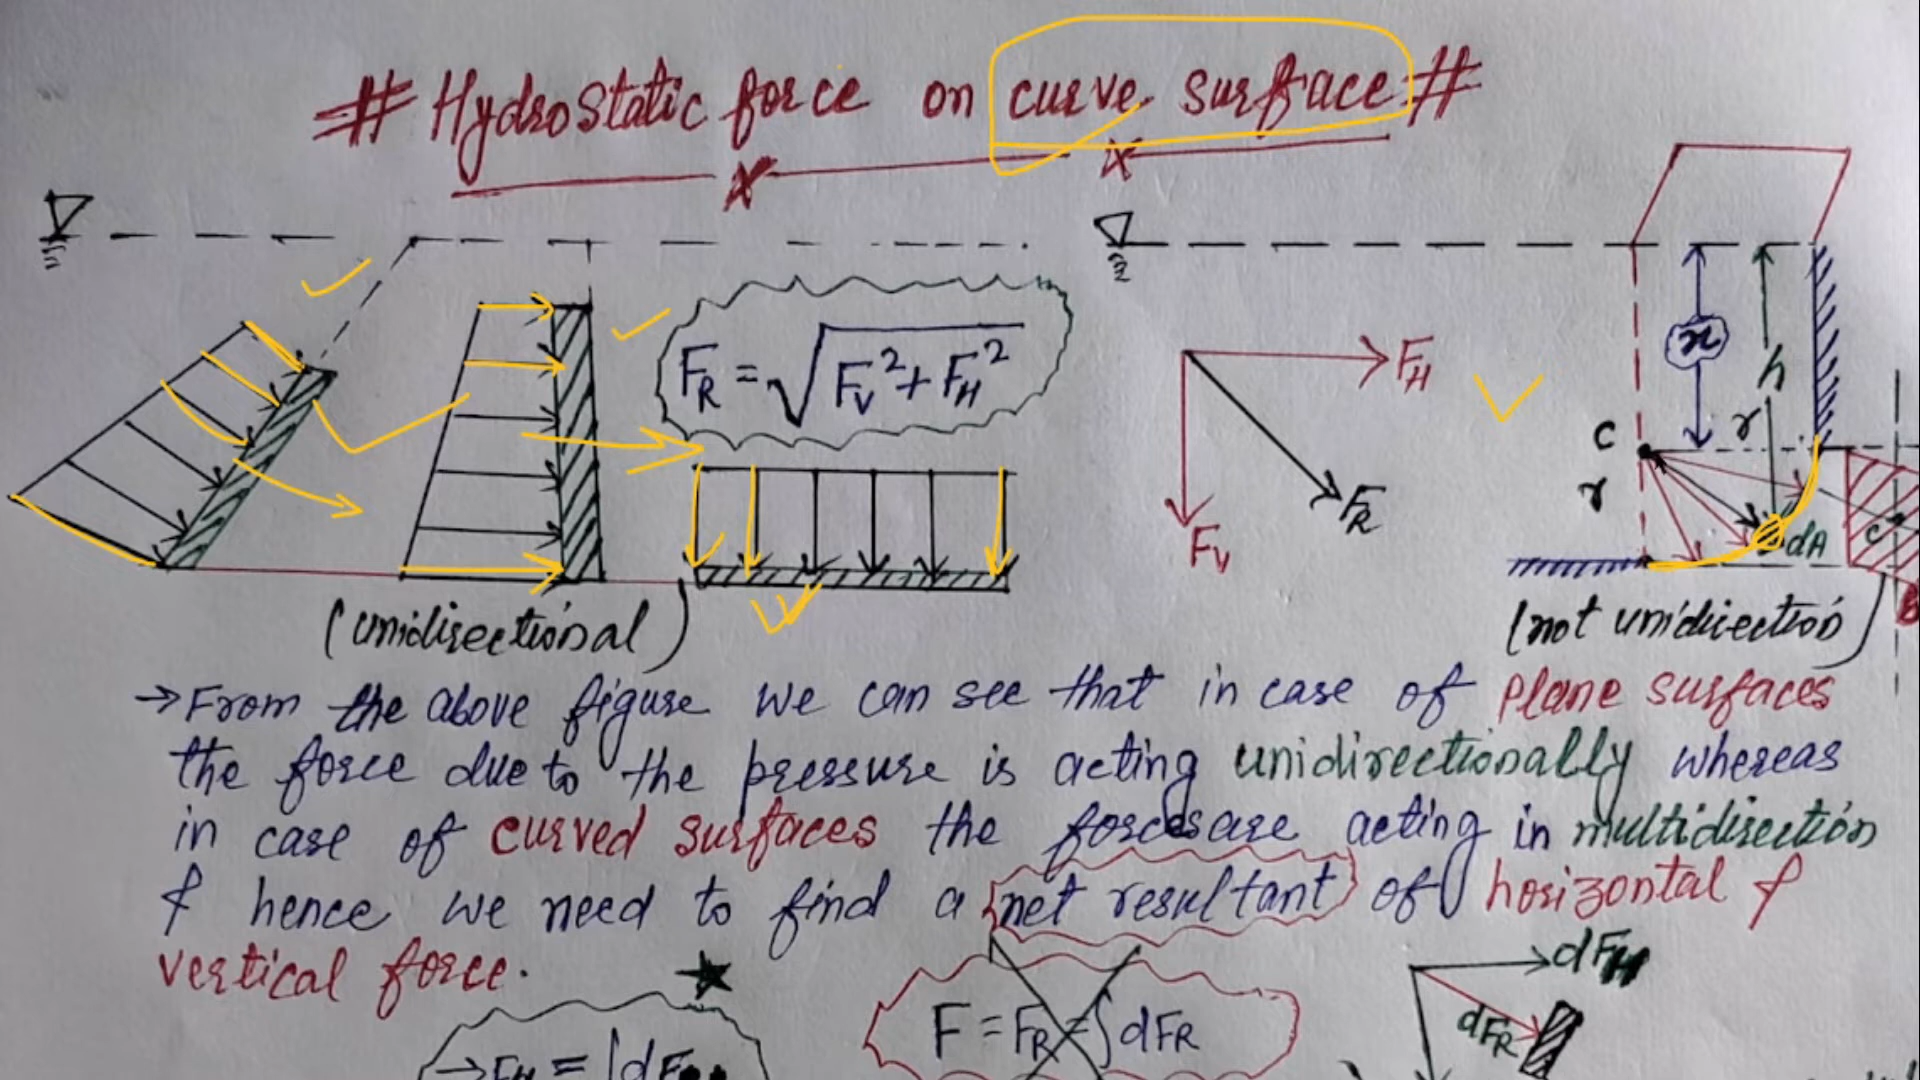 # Hydrostatic force on curve surface #
F_R = √(F_V² + F_H²)
F_H
F_R
F_V
x
h
r
C
r
dA
C
(unidirectional)
(not unidirection)
→ From the above figure we can see that in case of plane surfaces
the force due to the pressure is acting unidirectionally whereas
in case of curved surfaces the forces are acting in multidirection
& hence we need to find a net resultant of horizontal &
vertical force.
F = F_R = ∫dF_R
dF_H
dF_R